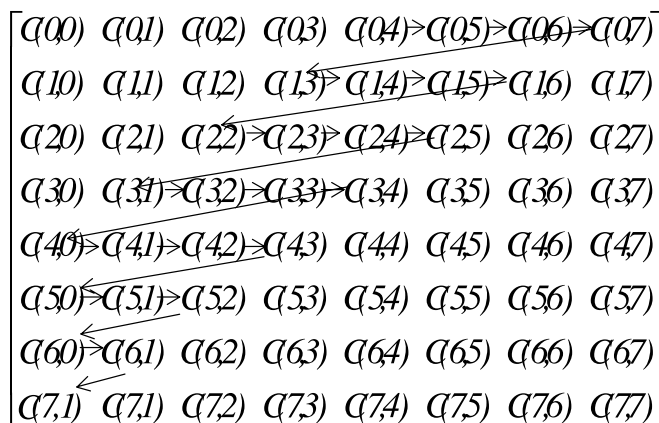 C(0,0) C(0,1) C(0,2) C(0,3) C(0,4) C(0,5) C(0,6) C(0,7)
C(1,0) C(1,1) C(1,2) C(1,3) C(1,4) C(1,5) C(1,6) C(1,7)
C(2,0) C(2,1) C(2,2) C(2,3) C(2,4) C(2,5) C(2,6) C(2,7)
C(3,0) C(3,1) C(3,2) C(3,3) C(3,4) C(3,5) C(3,6) C(3,7)
C(4,0) C(4,1) C(4,2) C(4,3) C(4,4) C(4,5) C(4,6) C(4,7)
C(5,0) C(5,1) C(5,2) C(5,3) C(5,4) C(5,5) C(5,6) C(5,7)
C(6,0) C(6,1) C(6,2) C(6,3) C(6,4) C(6,5) C(6,6) C(6,7)
C(7,1) C(7,1) C(7,2) C(7,3) C(7,4) C(7,5) C(7,6) C(7,7)